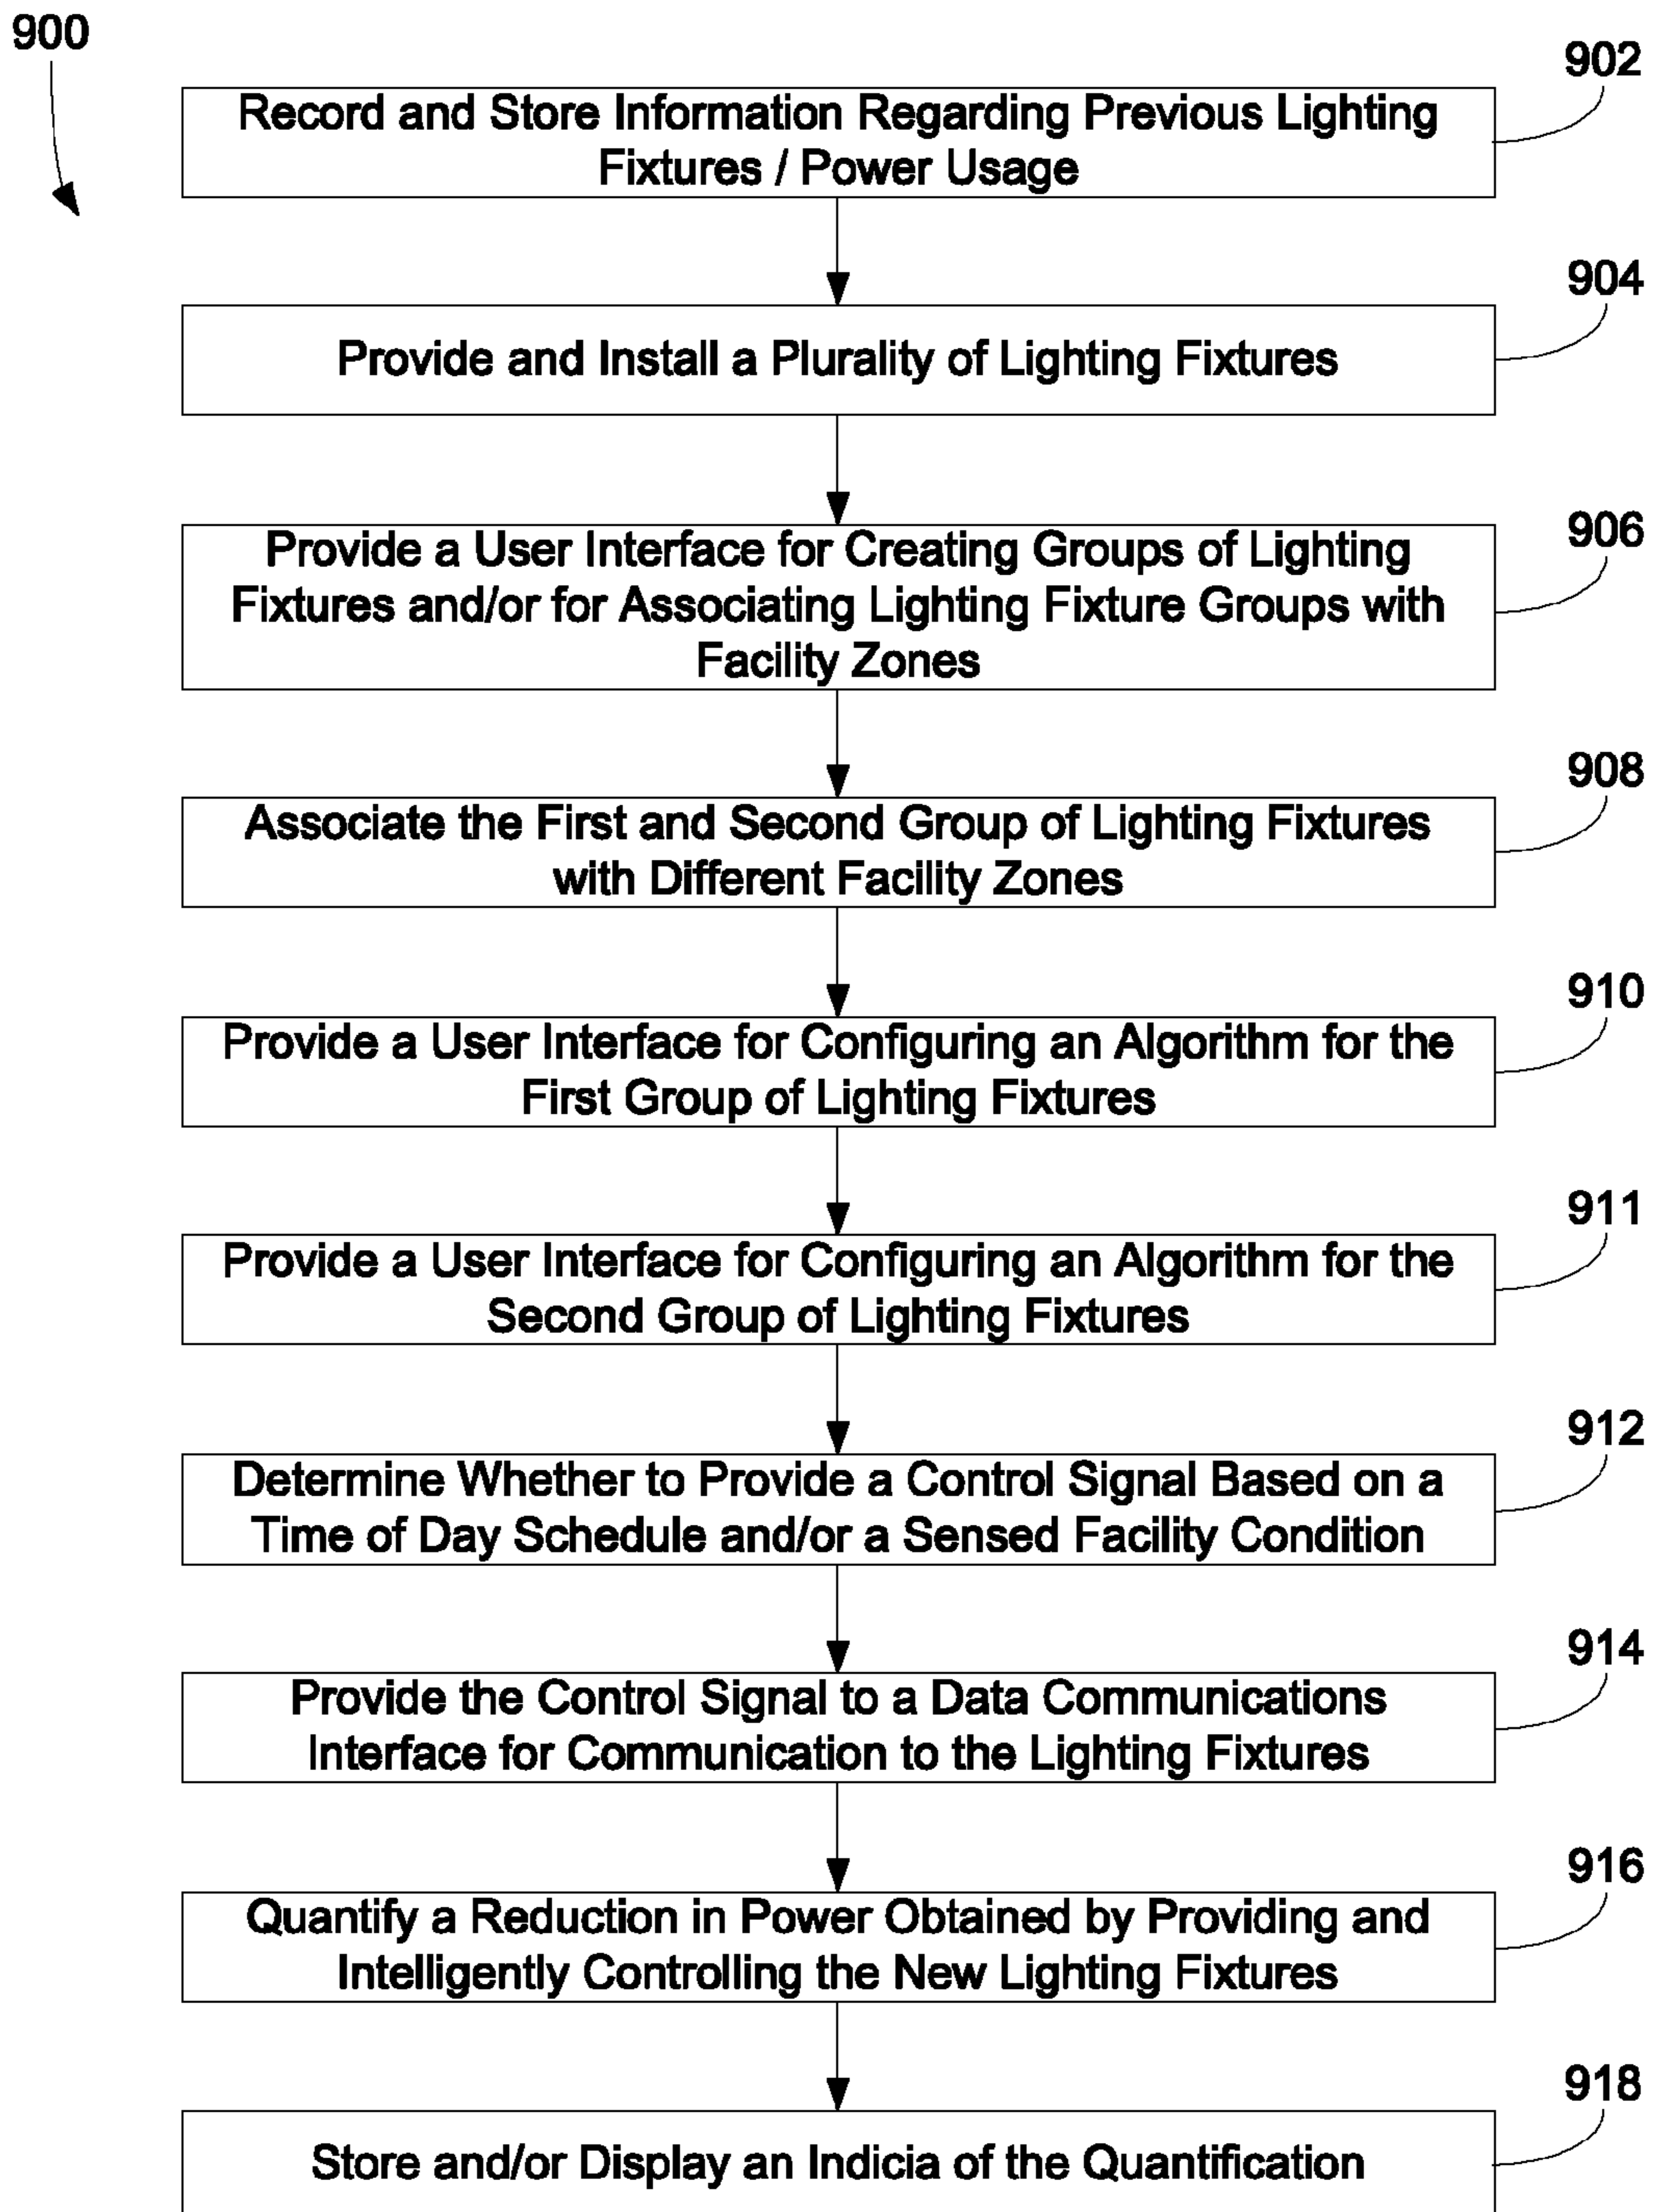 900
902
Record and Store Information Regarding Previous Lighting
Fixtures / Power Usage
904
Provide and Install a Plurality of Lighting Fixtures
906
Provide a User Interface for Creating Groups of Lighting
Fixtures and/or for Associating Lighting Fixture Groups with
Facility Zones
908
Associate the First and Second Group of Lighting Fixtures
with Different Facility Zones
910
Provide a User Interface for Configuring an Algorithm for the
First Group of Lighting Fixtures
911
Provide a User Interface for Configuring an Algorithm for the
Second Group of Lighting Fixtures
912
Determine Whether to Provide a Control Signal Based on a
Time of Day Schedule and/or a Sensed Facility Condition
914
Provide the Control Signal to a Data Communications
Interface for Communication to the Lighting Fixtures
916
Quantify a Reduction in Power Obtained by Providing and
Intelligently Controlling the New Lighting Fixtures
918
Store and/or Display an Indicia of the Quantification